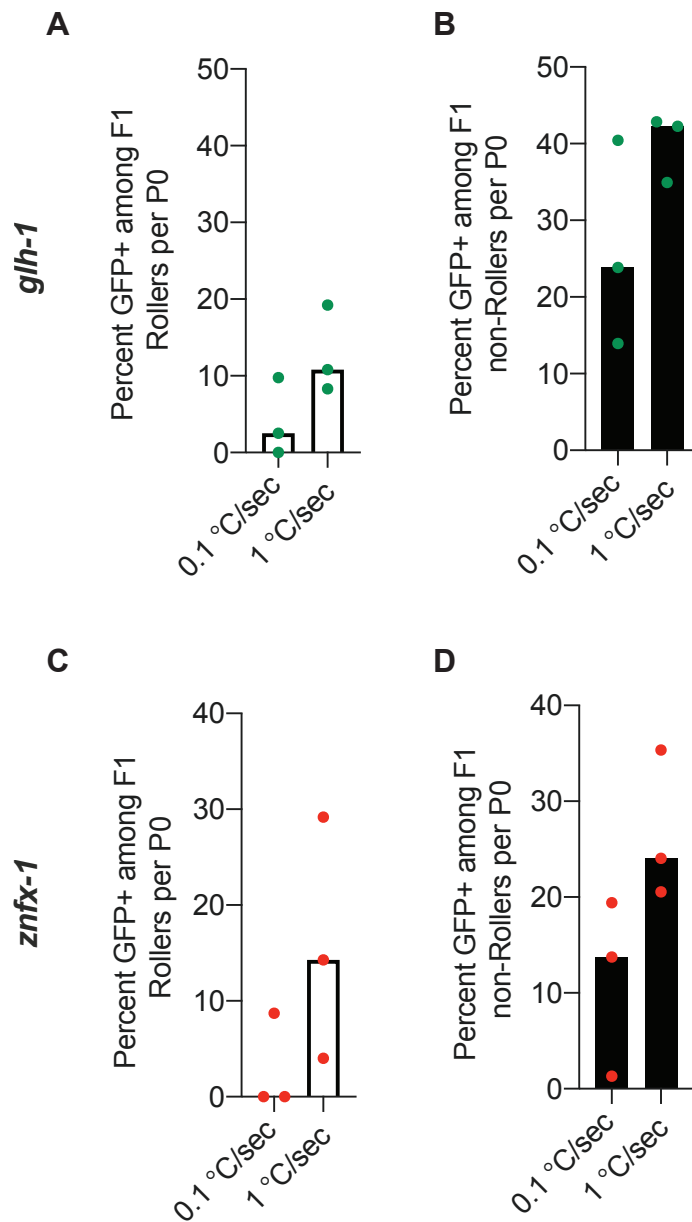 A
B
glh-1
Percent GFP+ among F1
Rollers per P0
50
40
30
20
10
0
0.1 °C/sec
1 °C/sec
Percent GFP+ among F1
non-Rollers per P0
50
40
30
20
10
0
0.1 °C/sec
1 °C/sec
C
D
znfx-1
Percent GFP+ among F1
Rollers per P0
40
30
20
10
0
0.1 °C/sec
1 °C/sec
Percent GFP+ among F1
non-Rollers per P0
40
30
20
10
0
0.1 °C/sec
1 °C/sec